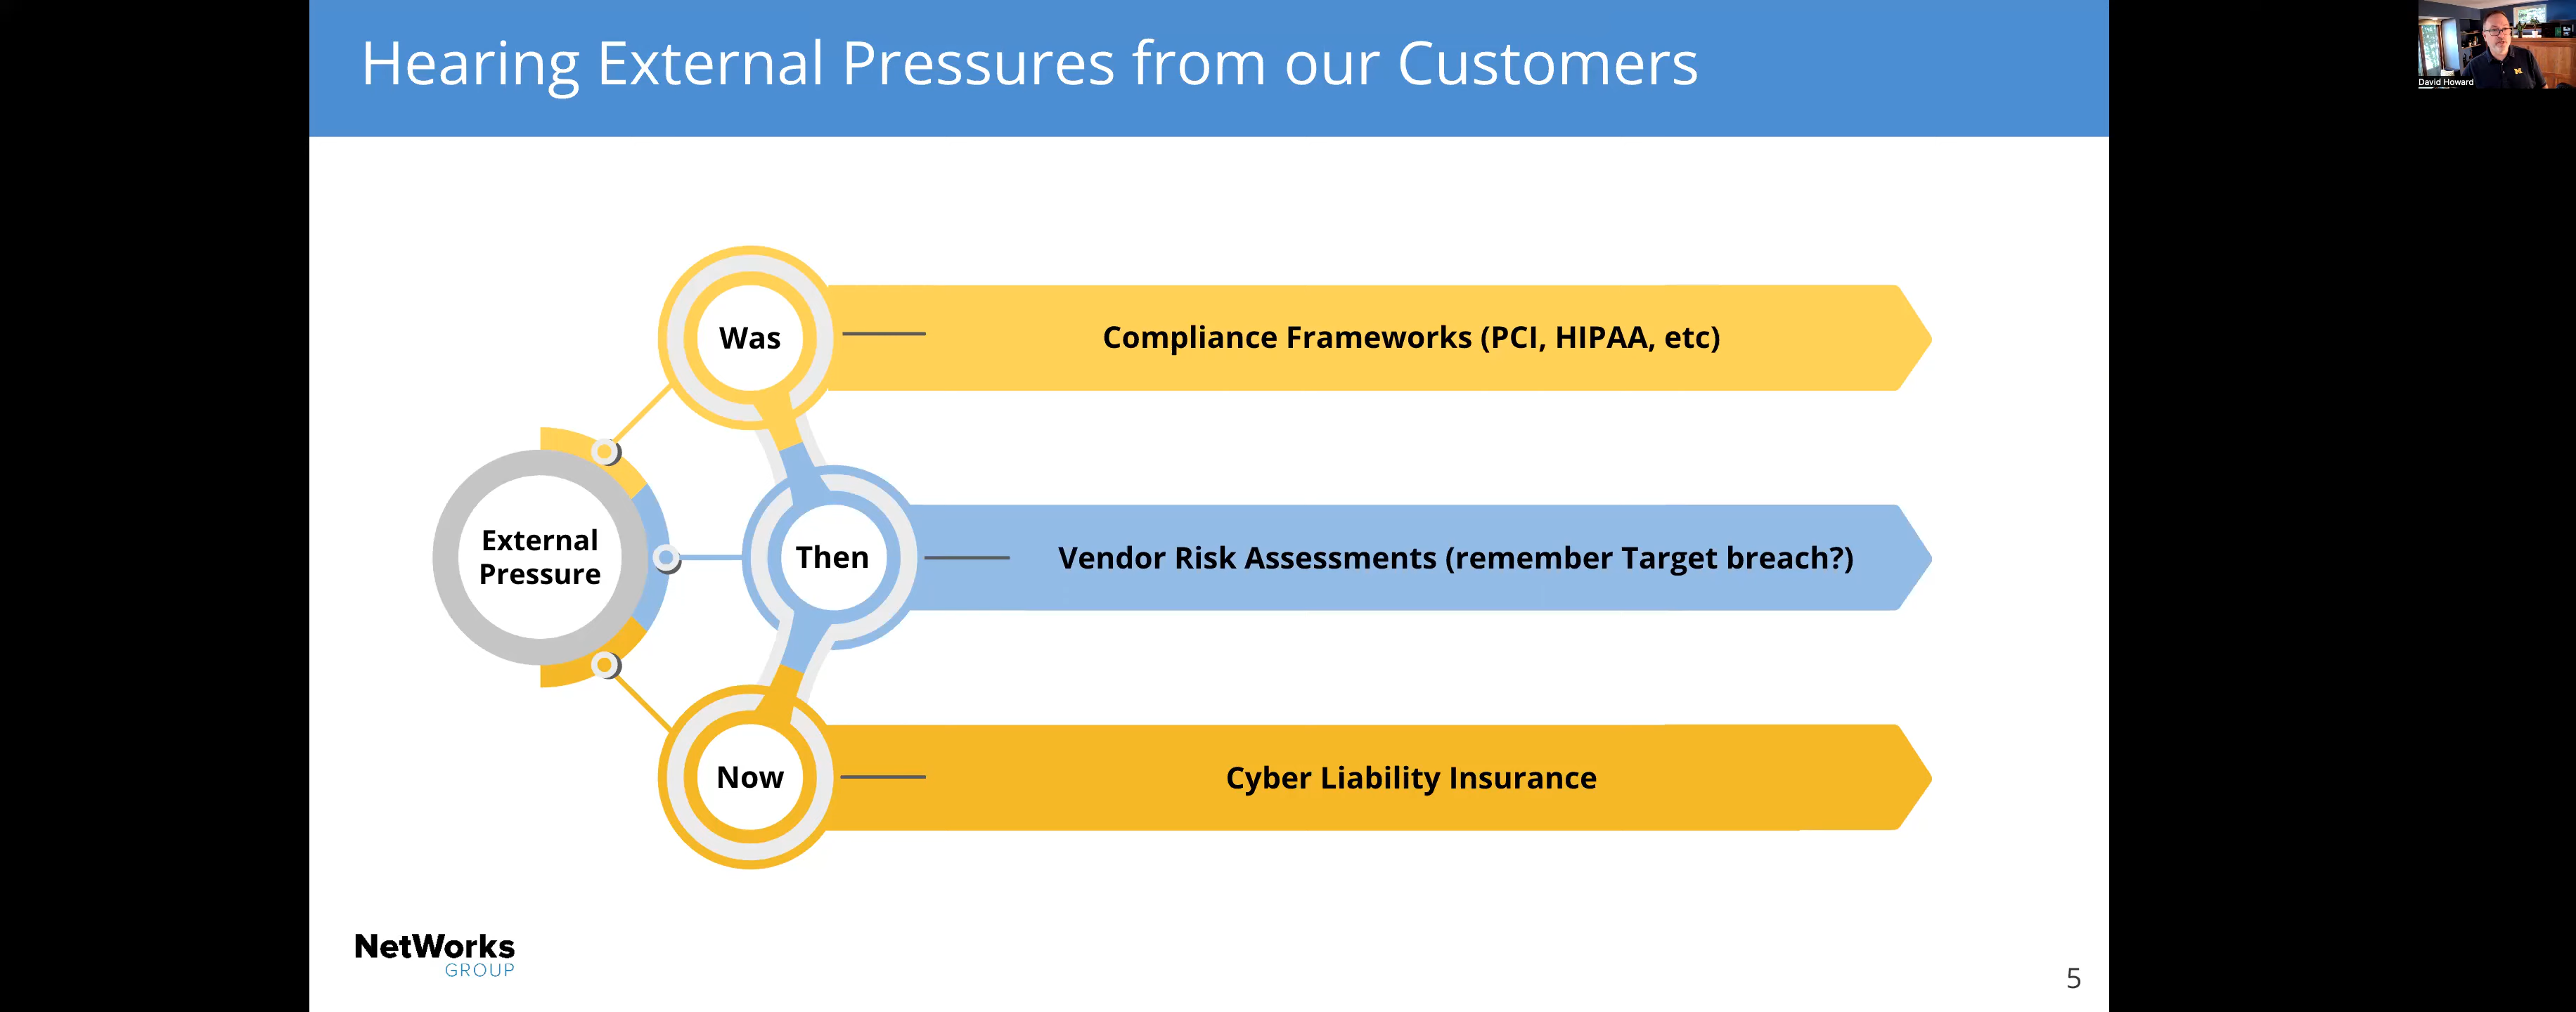 Hearing External Pressures from our Customers
David Howard
Was
Compliance Frameworks (PCI, HIPAA, etc)
External
Pressure
Then
Vendor Risk Assessments (remember Target breach?)
Now
Cyber Liability Insurance
NetWorks
GROUP
5